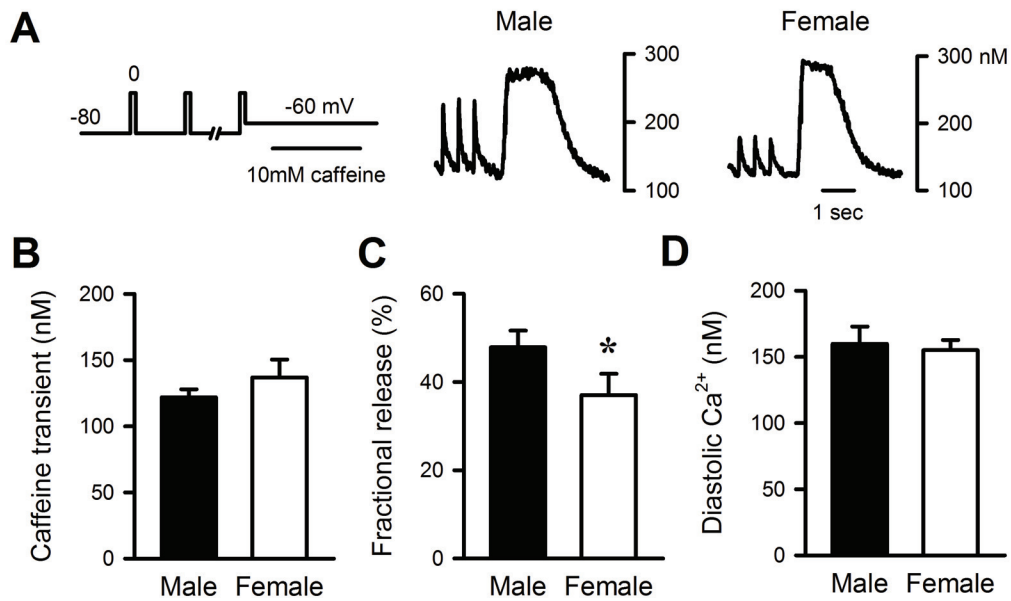 A
Male
Female
0
-80
-60 mV
10mM caffeine
300
200
100
300 nM
200
100
1 sec
B
Caffeine transient (nM)
200
150
100
50
0
Male
Female
C
Fractional release (%)
60
40
20
0
*
Male
Female
D
Diastolic Ca²⁺ (nM)
200
150
100
50
0
Male
Female